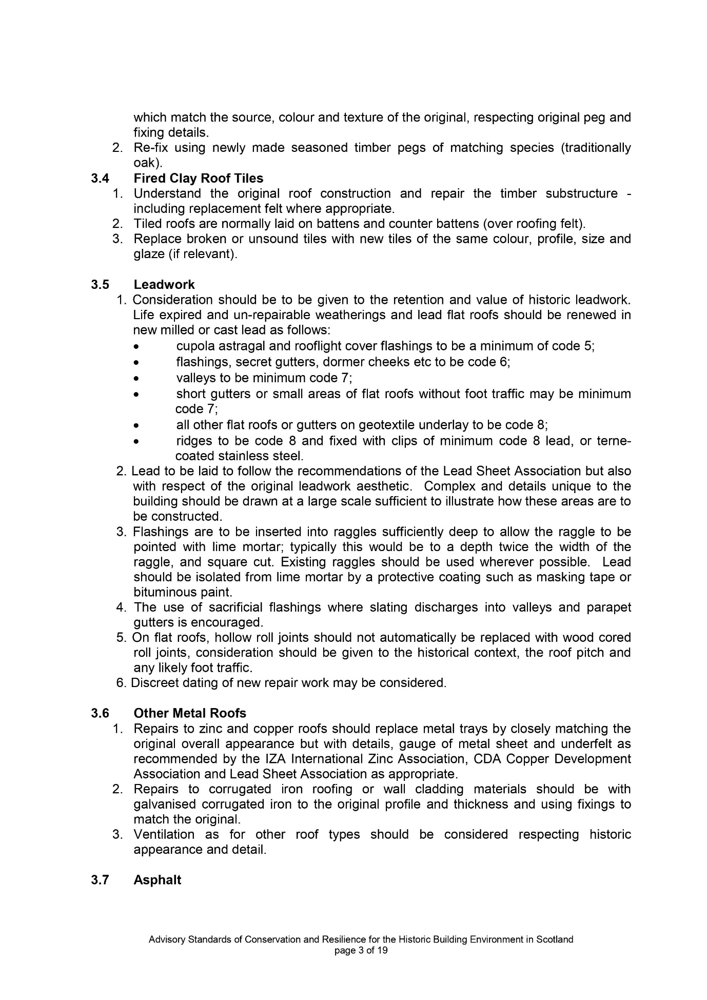 which match the source, colour and texture of the original, respecting original peg and
fixing details.
2. Re-fix using newly made seasoned timber pegs of matching species (traditionally
oak).
3.4 Fired Clay Roof Tiles
1. Understand the original roof construction and repair the timber substructure -
including replacement felt where appropriate.
2. Tiled roofs are normally laid on battens and counter battens (over roofing felt).
3. Replace broken or unsound tiles with new tiles of the same colour, profile, size and
glaze (if relevant).
3.5 Leadwork
1. Consideration should be to be given to the retention and value of historic leadwork.
Life expired and un-repairable weatherings and lead flat roofs should be renewed in
new milled or cast lead as follows:
• cupola astragal and rooflight cover flashings to be a minimum of code 5;
• flashings, secret gutters, dormer cheeks etc to be code 6;
• valleys to be minimum code 7;
• short gutters or small areas of flat roofs without foot traffic may be minimum
code 7;
• all other flat roofs or gutters on geotextile underlay to be code 8;
• ridges to be code 8 and fixed with clips of minimum code 8 lead, or terne-
coated stainless steel.
2. Lead to be laid to follow the recommendations of the Lead Sheet Association but also
with respect of the original leadwork aesthetic.  Complex and details unique to the
building should be drawn at a large scale sufficient to illustrate how these areas are to
be constructed.
3. Flashings are to be inserted into raggles sufficiently deep to allow the raggle to be
pointed with lime mortar; typically this would be to a depth twice the width of the
raggle, and square cut. Existing raggles should be used wherever possible.  Lead
should be isolated from lime mortar by a protective coating such as masking tape or
bituminous paint.
4. The use of sacrificial flashings where slating discharges into valleys and parapet
gutters is encouraged.
5. On flat roofs, hollow roll joints should not automatically be replaced with wood cored
roll joints, consideration should be given to the historical context, the roof pitch and
any likely foot traffic.
6. Discreet dating of new repair work may be considered.
3.6 Other Metal Roofs
1. Repairs to zinc and copper roofs should replace metal trays by closely matching the
original overall appearance but with details, gauge of metal sheet and underfelt as
recommended by the IZA International Zinc Association, CDA Copper Development
Association and Lead Sheet Association as appropriate.
2. Repairs to corrugated iron roofing or wall cladding materials should be with
galvanised corrugated iron to the original profile and thickness and using fixings to
match the original.
3. Ventilation as for other roof types should be considered respecting historic
appearance and detail.
3.7 Asphalt
Advisory Standards of Conservation and Resilience for the Historic Building Environment in Scotland
page 3 of 19